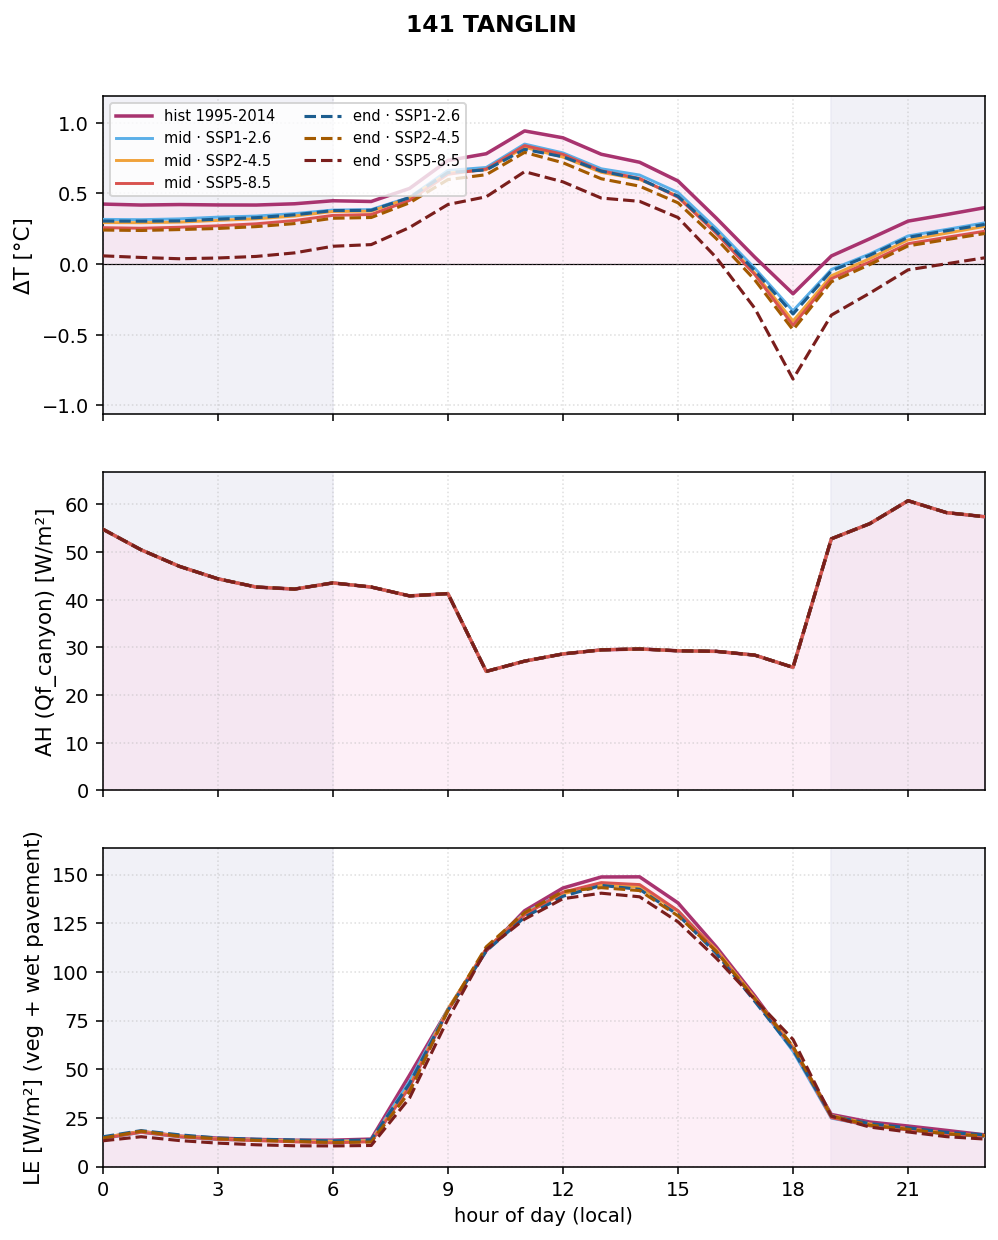 141 TANGLIN
hist 1995-2014
mid · SSP1-2.6
mid · SSP2-4.5
mid · SSP5-8.5
end · SSP1-2.6
end · SSP2-4.5
end · SSP5-8.5
ΔT [°C]
1.0
0.5
0.0
−0.5
−1.0
AH (Qf_canyon) [W/m²]
60
50
40
30
20
10
0
LE [W/m²] (veg + wet pavement)
150
125
100
75
50
25
0
0 3 6 9 12 15 18 21
hour of day (local)